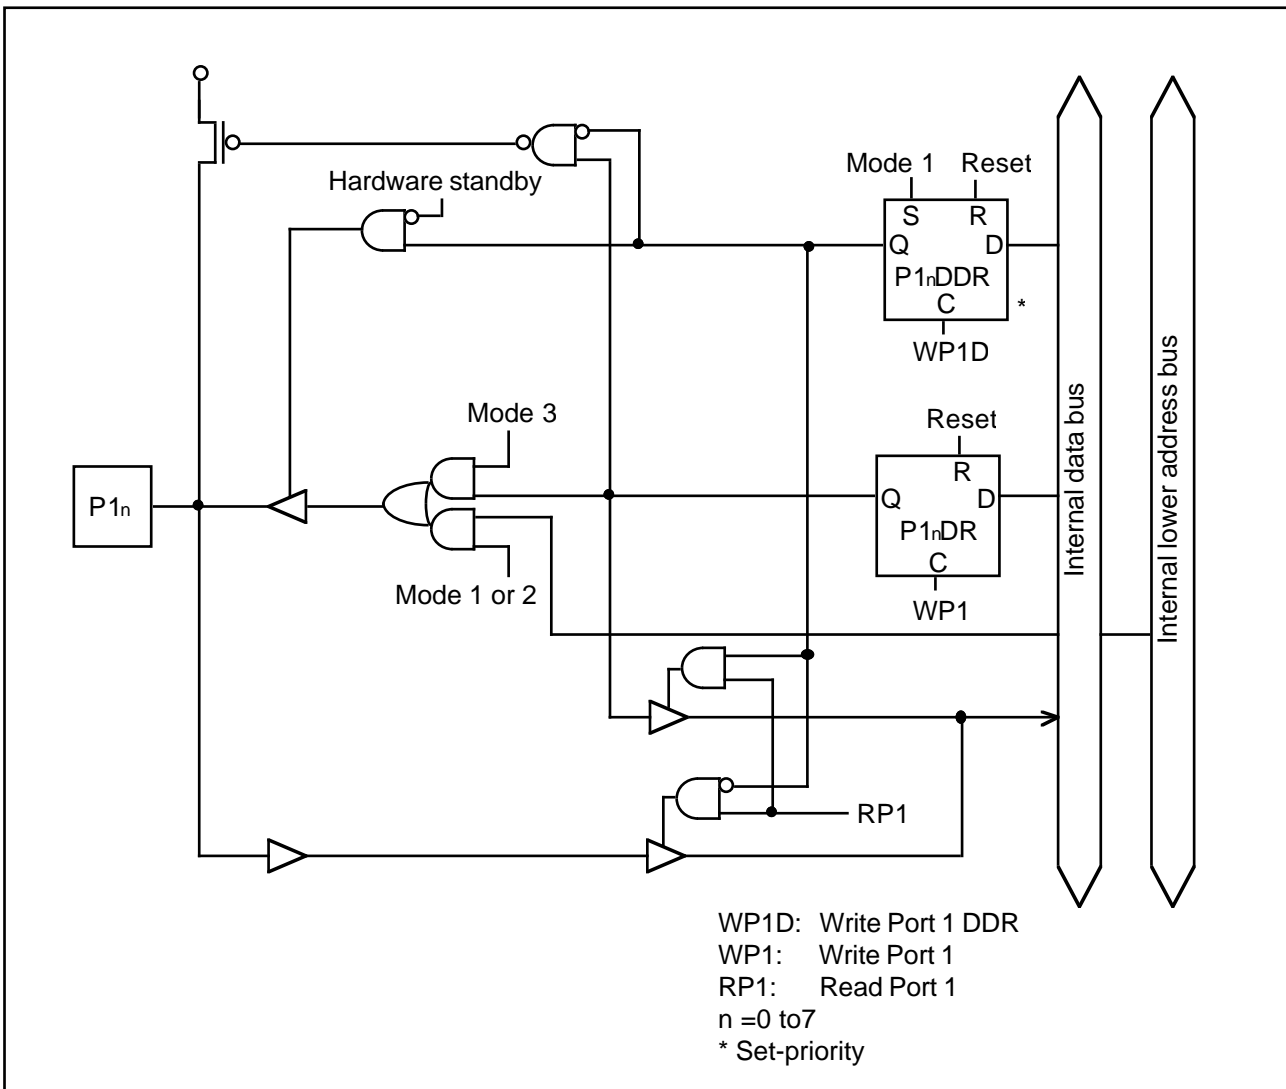 Hardware standby
Mode 1 Reset
S R
Q D
P1nDDR
C *
WP1D
Mode 3
Reset
R
P1n
Q D
P1nDR
C
Mode 1 or 2
WP1
Internal data bus
Internal lower address bus
RP1
WP1D: Write Port 1 DDR
WP1: Write Port 1
RP1: Read Port 1
n =0 to7
* Set-priority